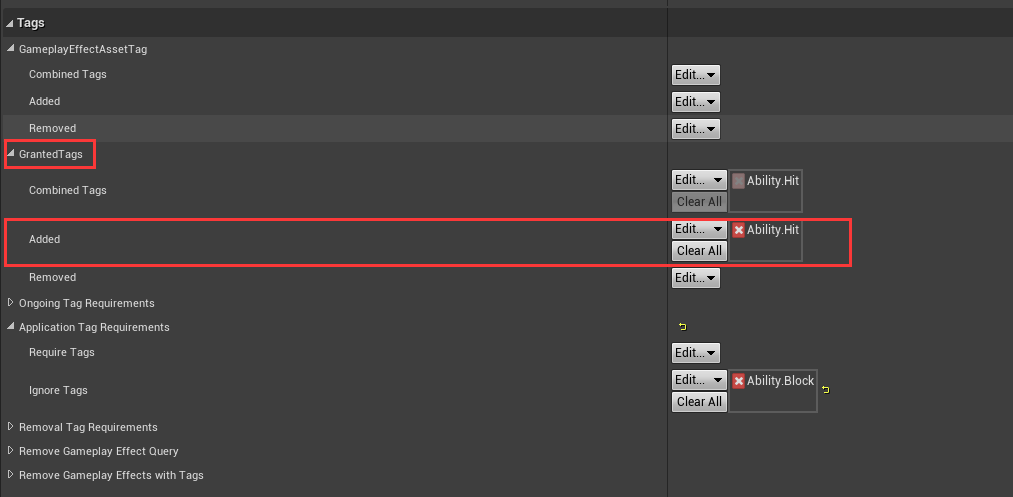 Tags
GameplayEffectAssetTag
Combined Tags Edit...
Added Edit...
Removed Edit...
GrantedTags
Combined Tags Edit... Ability.Hit
Clear All
Added Edit... Ability.Hit
Clear All
Removed Edit...
Ongoing Tag Requirements
Application Tag Requirements
Require Tags Edit...
Ignore Tags Edit... Ability.Block
Clear All
Removal Tag Requirements
Remove Gameplay Effect Query
Remove Gameplay Effects with Tags